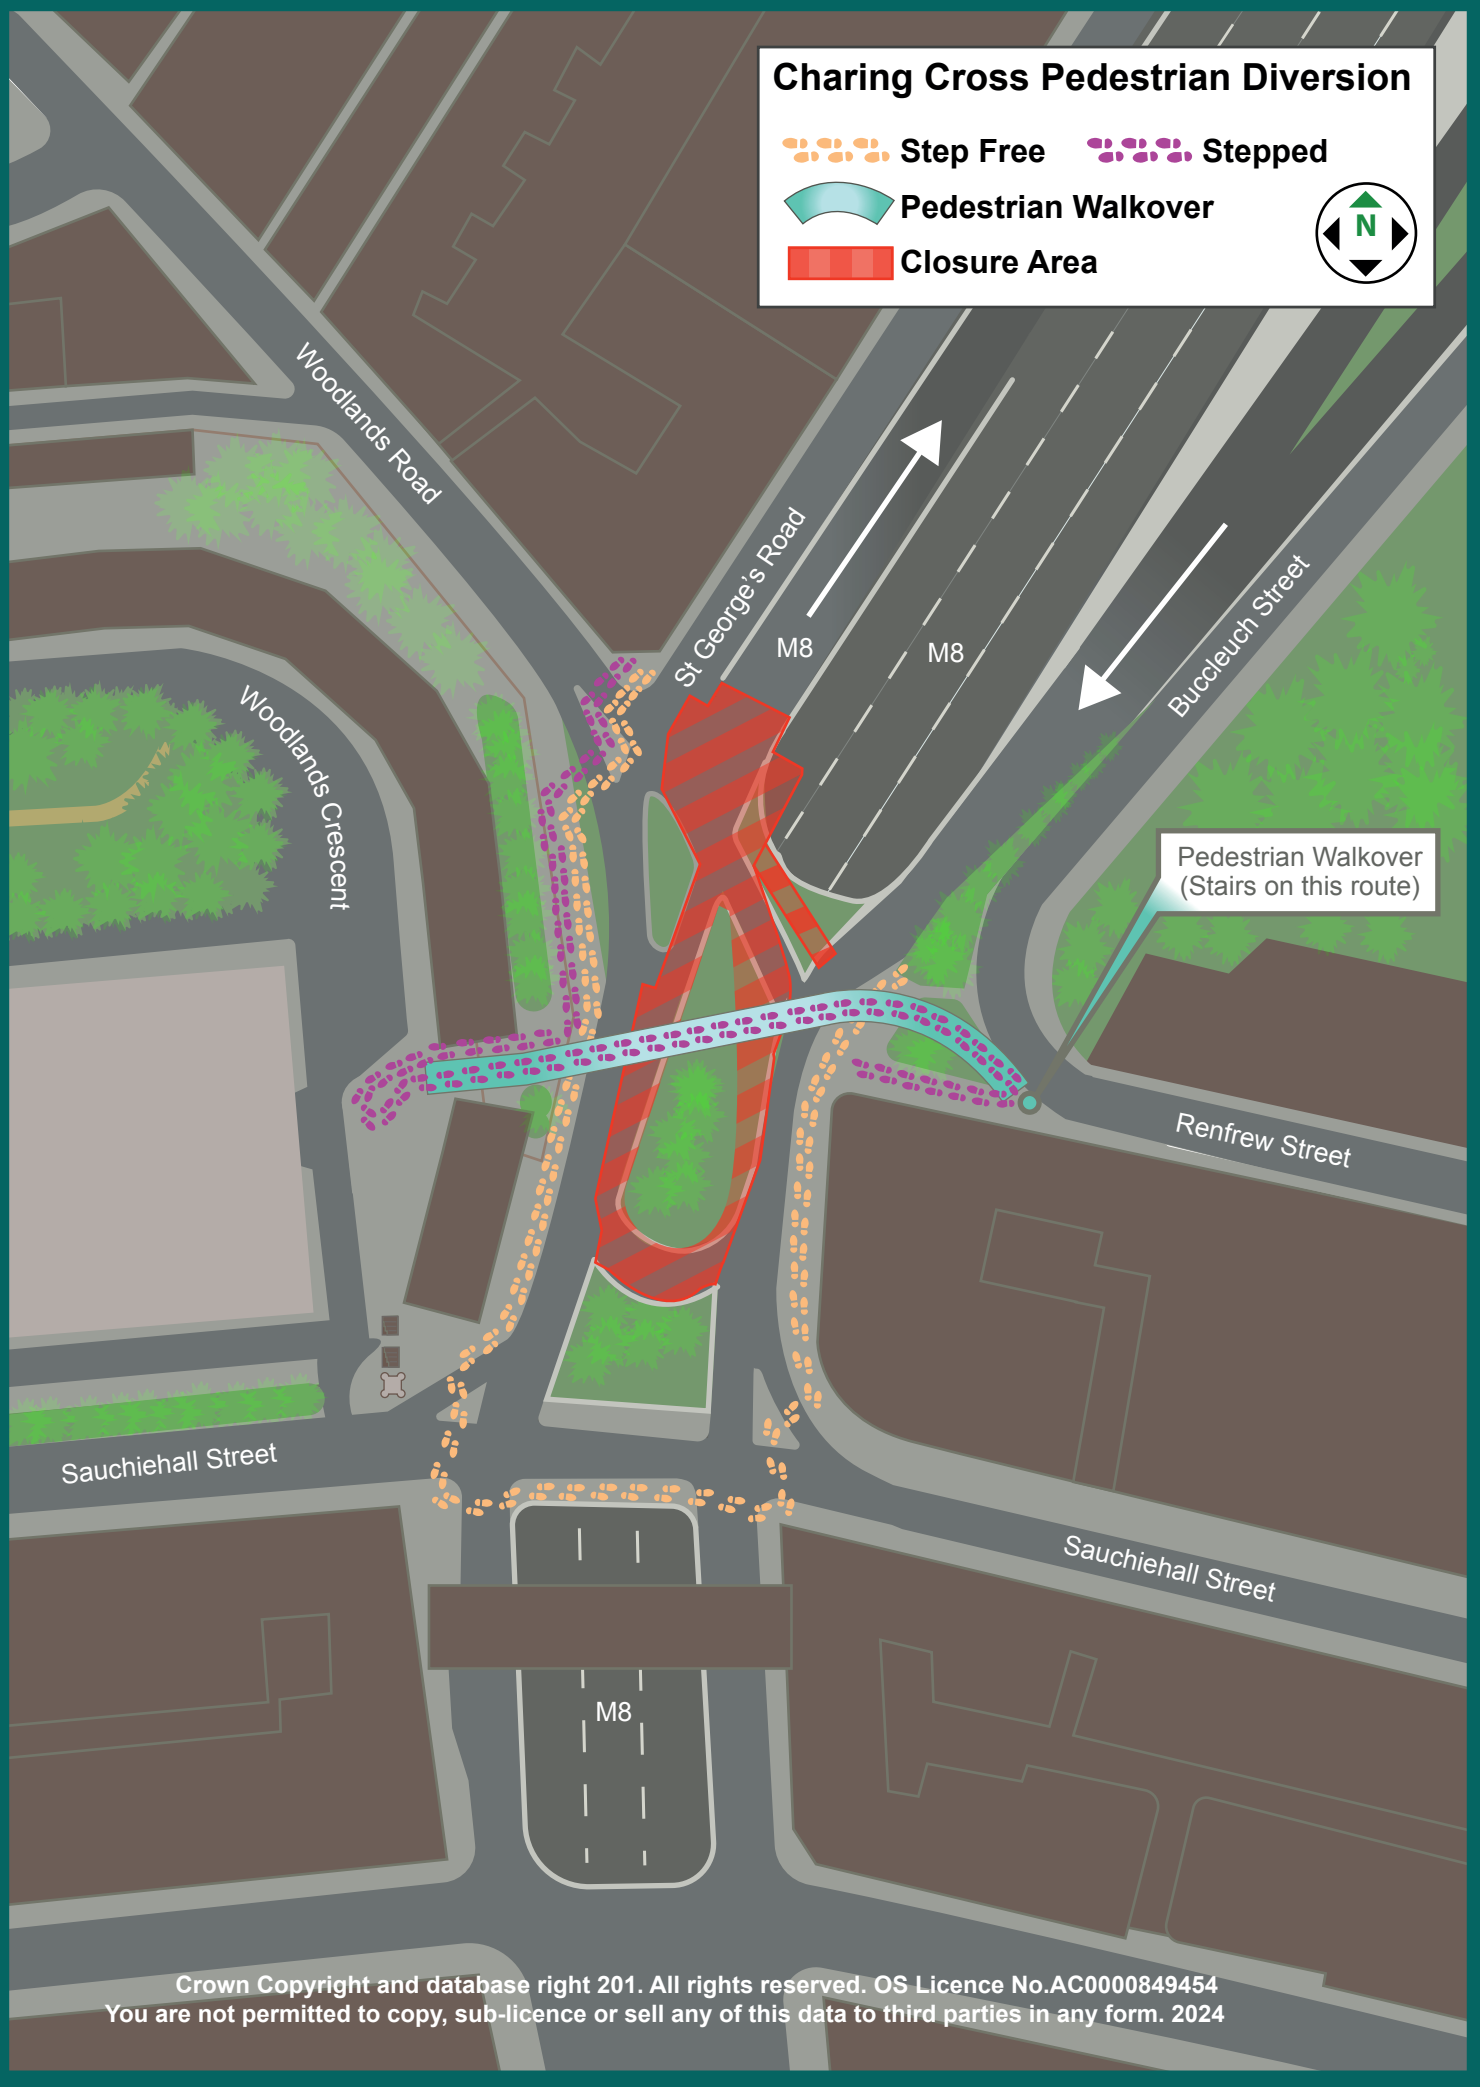 Charing Cross Pedestrian Diversion
Step Free
Stepped
Pedestrian Walkover
N
Closure Area
Woodlands Road
St George's Road
M8
M8
Buccleuch Street
Woodlands Crescent
Pedestrian Walkover
(Stairs on this route)
Renfrew Street
Sauchiehall Street
Sauchiehall Street
M8
Crown Copyright and database right 201. All rights reserved. OS Licence No.AC0000849454
You are not permitted to copy, sub-licence or sell any of this data to third parties in any form. 2024